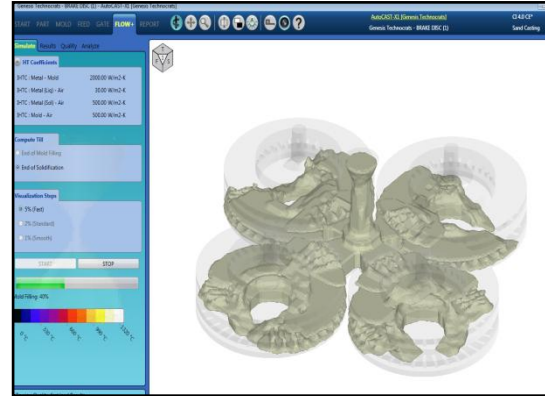 Genesis Technocrats - BRAKE DISC (1) - AutoCAST-X1 (Genesis Technocrats)
START PART MOLD FEED GATE FLOW+ REPORT
AutoCAST-X1 (Genesis Technocrats)
Genesis Technocrats - BRAKE DISC (1)
Sand Casting
Simulate Results Quality Analyze
HT Coefficients
IHTC : Metal - Mold 2000.00 W/m2-K
IHTC : Metal (Liq) - Air 30.00 W/m2-K
IHTC : Metal (Sol) - Air 500.00 W/m2-K
IHTC : Mold - Air 500.00 W/m2-K
Compute Till
End of Mold Filling
End of Solidification
Visualization Steps
5% (Fast)
2% (Standard)
1% (Smooth)
START STOP
Mold Filling: 40%
0 °C